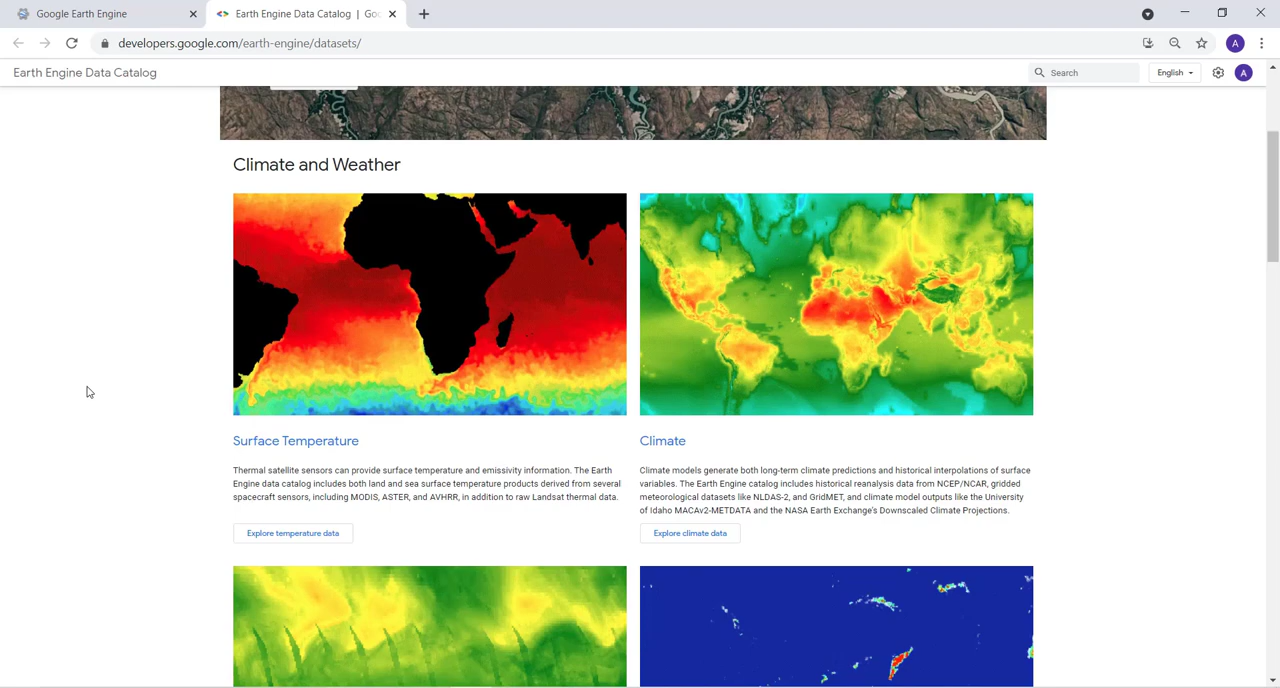 Google Earth Engine
Earth Engine Data Catalog | Goo
developers.google.com/earth-engine/datasets/
A
Earth Engine Data Catalog
Search
English
A
Climate and Weather
Surface Temperature
Thermal satellite sensors can provide surface temperature and emissivity information. The Earth
Engine data catalog includes both land and sea surface temperature products derived from several
spacecraft sensors, including MODIS, ASTER, and AVHRR, in addition to raw Landsat thermal data.
Explore temperature data
Climate
Climate models generate both long-term climate predictions and historical interpolations of surface
variables. The Earth Engine catalog includes historical reanalysis data from NCEP/NCAR, gridded
meteorological datasets like NLDAS-2, and GridMET, and climate model outputs like the University
of Idaho MACAv2-METDATA and the NASA Earth Exchange's Downscaled Climate Projections.
Explore climate data